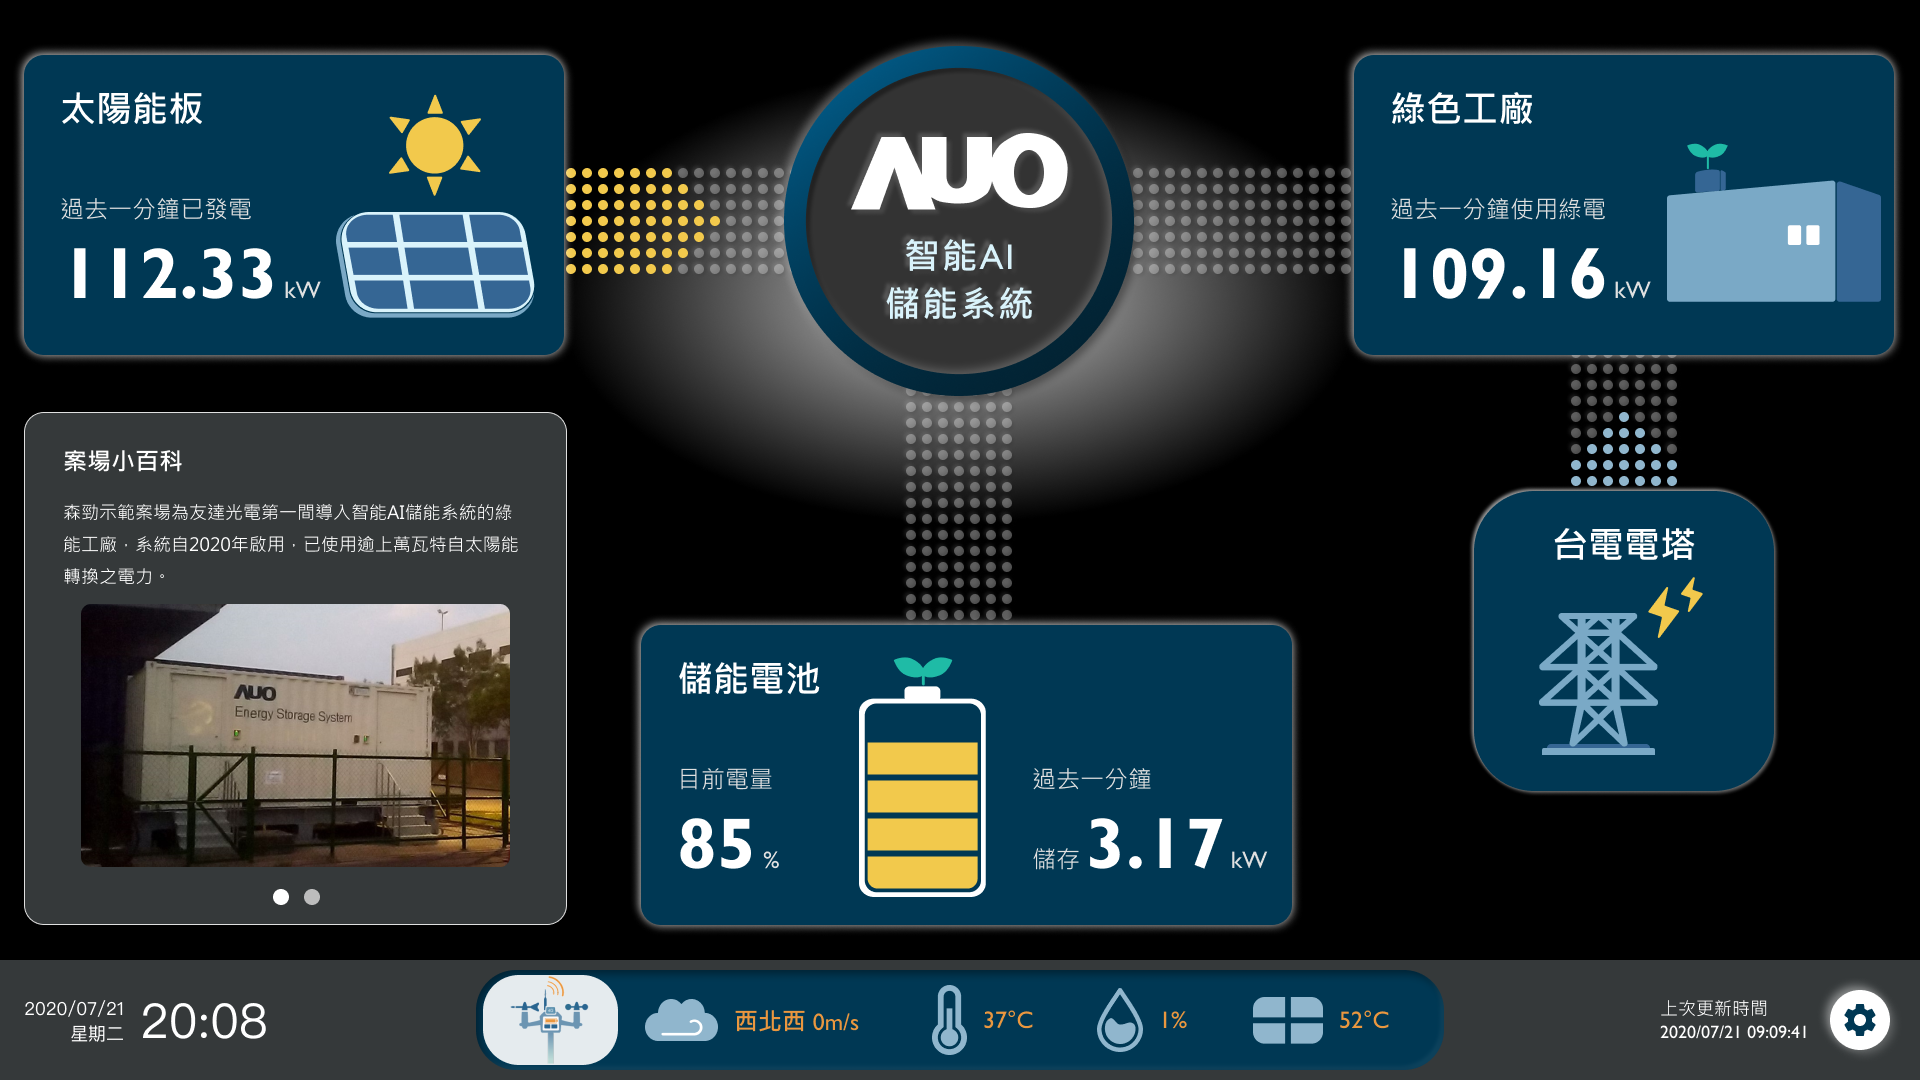 太陽能板
過去一分鐘已發電
112.33 kW
AUO
智能AI
儲能系統
綠色工廠
過去一分鐘使用綠電
109.16 kW
案場小百科
森勁示範案場為友達光電第一間導入智能AI儲能系統的綠
能工廠．系統自2020年啟用．已使用逾上萬瓦特自太陽能
轉換之電力。
AUO
Energy Storage System
儲能電池
目前電量
85 %
過去一分鐘
儲存 3.17 kW
台電電塔
2020/07/21
星期二
20:08
西北西 0m/s
37°C
1%
52°C
上次更新時間
2020/07/21 09:09:41